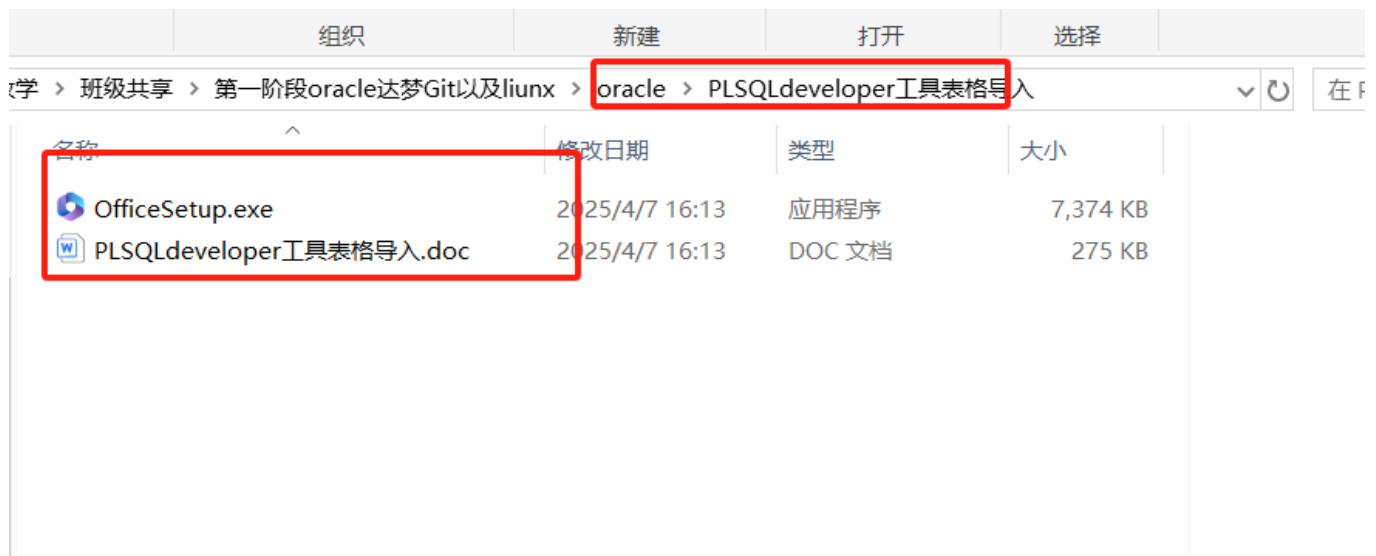 组织 新建 打开 选择
学 > 班级共享 > 第一阶段oracle达梦Git以及liunx > oracle > PLSQLdeveloper工具表格导入 在
名称 修改日期 类型 大小
OfficeSetup.exe 2025/4/7 16:13 应用程序 7,374 KB
PLSQLdeveloper工具表格导入.doc 2025/4/7 16:13 DOC 文档 275 KB